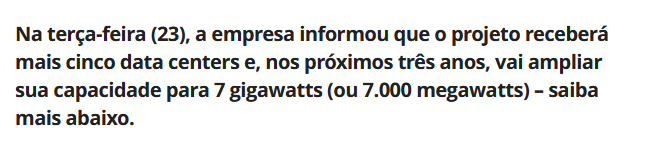 Na terça-feira (23), a empresa informou que o projeto receberá
mais cinco data centers e, nos próximos três anos, vai ampliar
sua capacidade para 7 gigawatts (ou 7.000 megawatts) – saiba
mais abaixo.